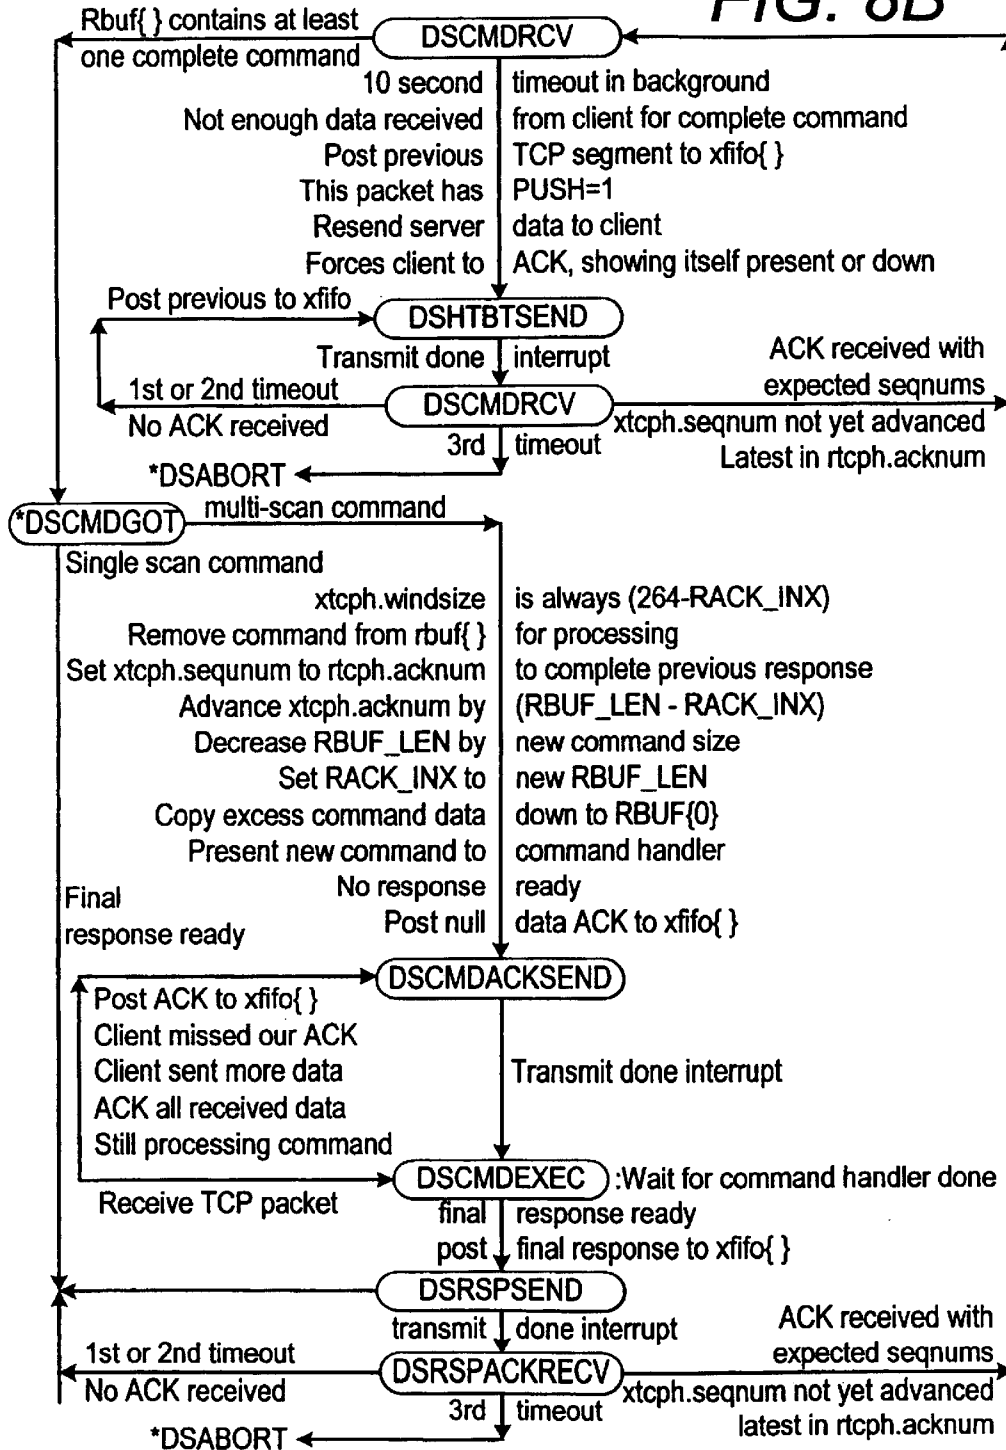 FIG. 8B
Rbuf{ } contains at least
one complete command
DSCMDRCV
10 second timeout in background
Not enough data received from client for complete command
Post previous TCP segment to xfifo{ }
This packet has PUSH=1
Resend server data to client
Forces client to ACK, showing itself present or down
Post previous to xfifo
DSHTBTSEND
Transmit done interrupt
1st or 2nd timeout
No ACK received
DSCMDRCV
ACK received with
expected seqnums
xtcph.seqnum not yet advanced
Latest in rtcph.acknum
3rd timeout
*DSABORT
*DSCMDGOT
multi-scan command
Single scan command
xtcph.windsize is always (264-RACK_INX)
Remove command from rbuf{ } for processing
Set xtcph.sequnum to rtcph.acknum to complete previous response
Advance xtcph.acknum by (RBUF_LEN - RACK_INX)
Decrease RBUF_LEN by new command size
Set RACK_INX to new RBUF_LEN
Copy excess command data down to RBUF{0}
Present new command to command handler
No response ready
Post null data ACK to xfifo{ }
Final
response ready
DSCMDACKSEND
Post ACK to xfifo{ }
Client missed our ACK
Client sent more data
ACK all received data
Still processing command
Transmit done interrupt
Receive TCP packet
DSCMDEXEC :Wait for command handler done
final response ready
post final response to xfifo{ }
DSRSPSEND
transmit done interrupt
1st or 2nd timeout
No ACK received
DSRSPACKRECV
ACK received with
expected seqnums
xtcph.seqnum not yet advanced
latest in rtcph.acknum
3rd timeout
*DSABORT